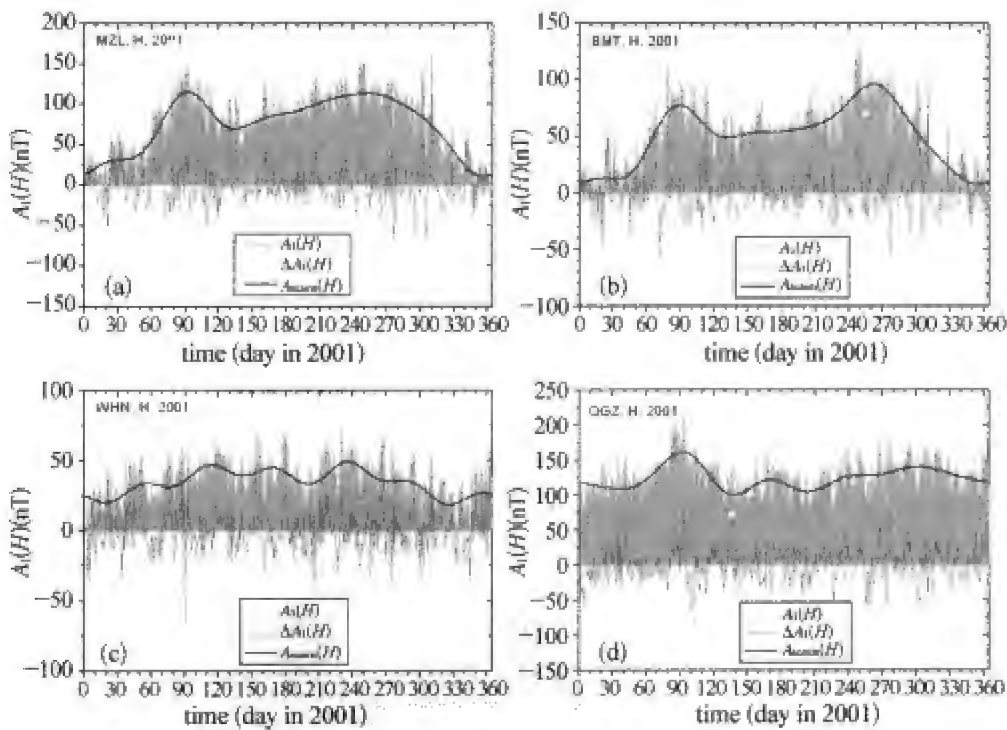 200
150
100
50
0
−50
−100
−150
A₁(H)(nT)
MZL. H. 2001
A₁(H)
ΔA₁(H)
(a)
0 30 60 90 120 150 180 210 240 270 300 330 360
time (day in 2001)
150
100
50
0
−50
−100
A₁(H)(nT)
BMT. H. 2001
A₁(H)
ΔA₁(H)
(b)
0 30 60 90 120 150 180 210 240 270 300 330 360
time (day in 2001)
100
50
0
−50
−100
A₁(H)(nT)
WHN. H. 2001
A₁(H)
ΔA₁(H)
(c)
0 30 60 90 120 150 180 210 240 270 300 330 360
time (day in 2001)
250
200
150
100
50
0
−50
−100
−150
A₁(H)(nT)
QGZ. H. 2001
A₁(H)
ΔA₁(H)
(d)
0 30 60 90 120 150 180 210 240 270 300 330 360
time (day in 2001)